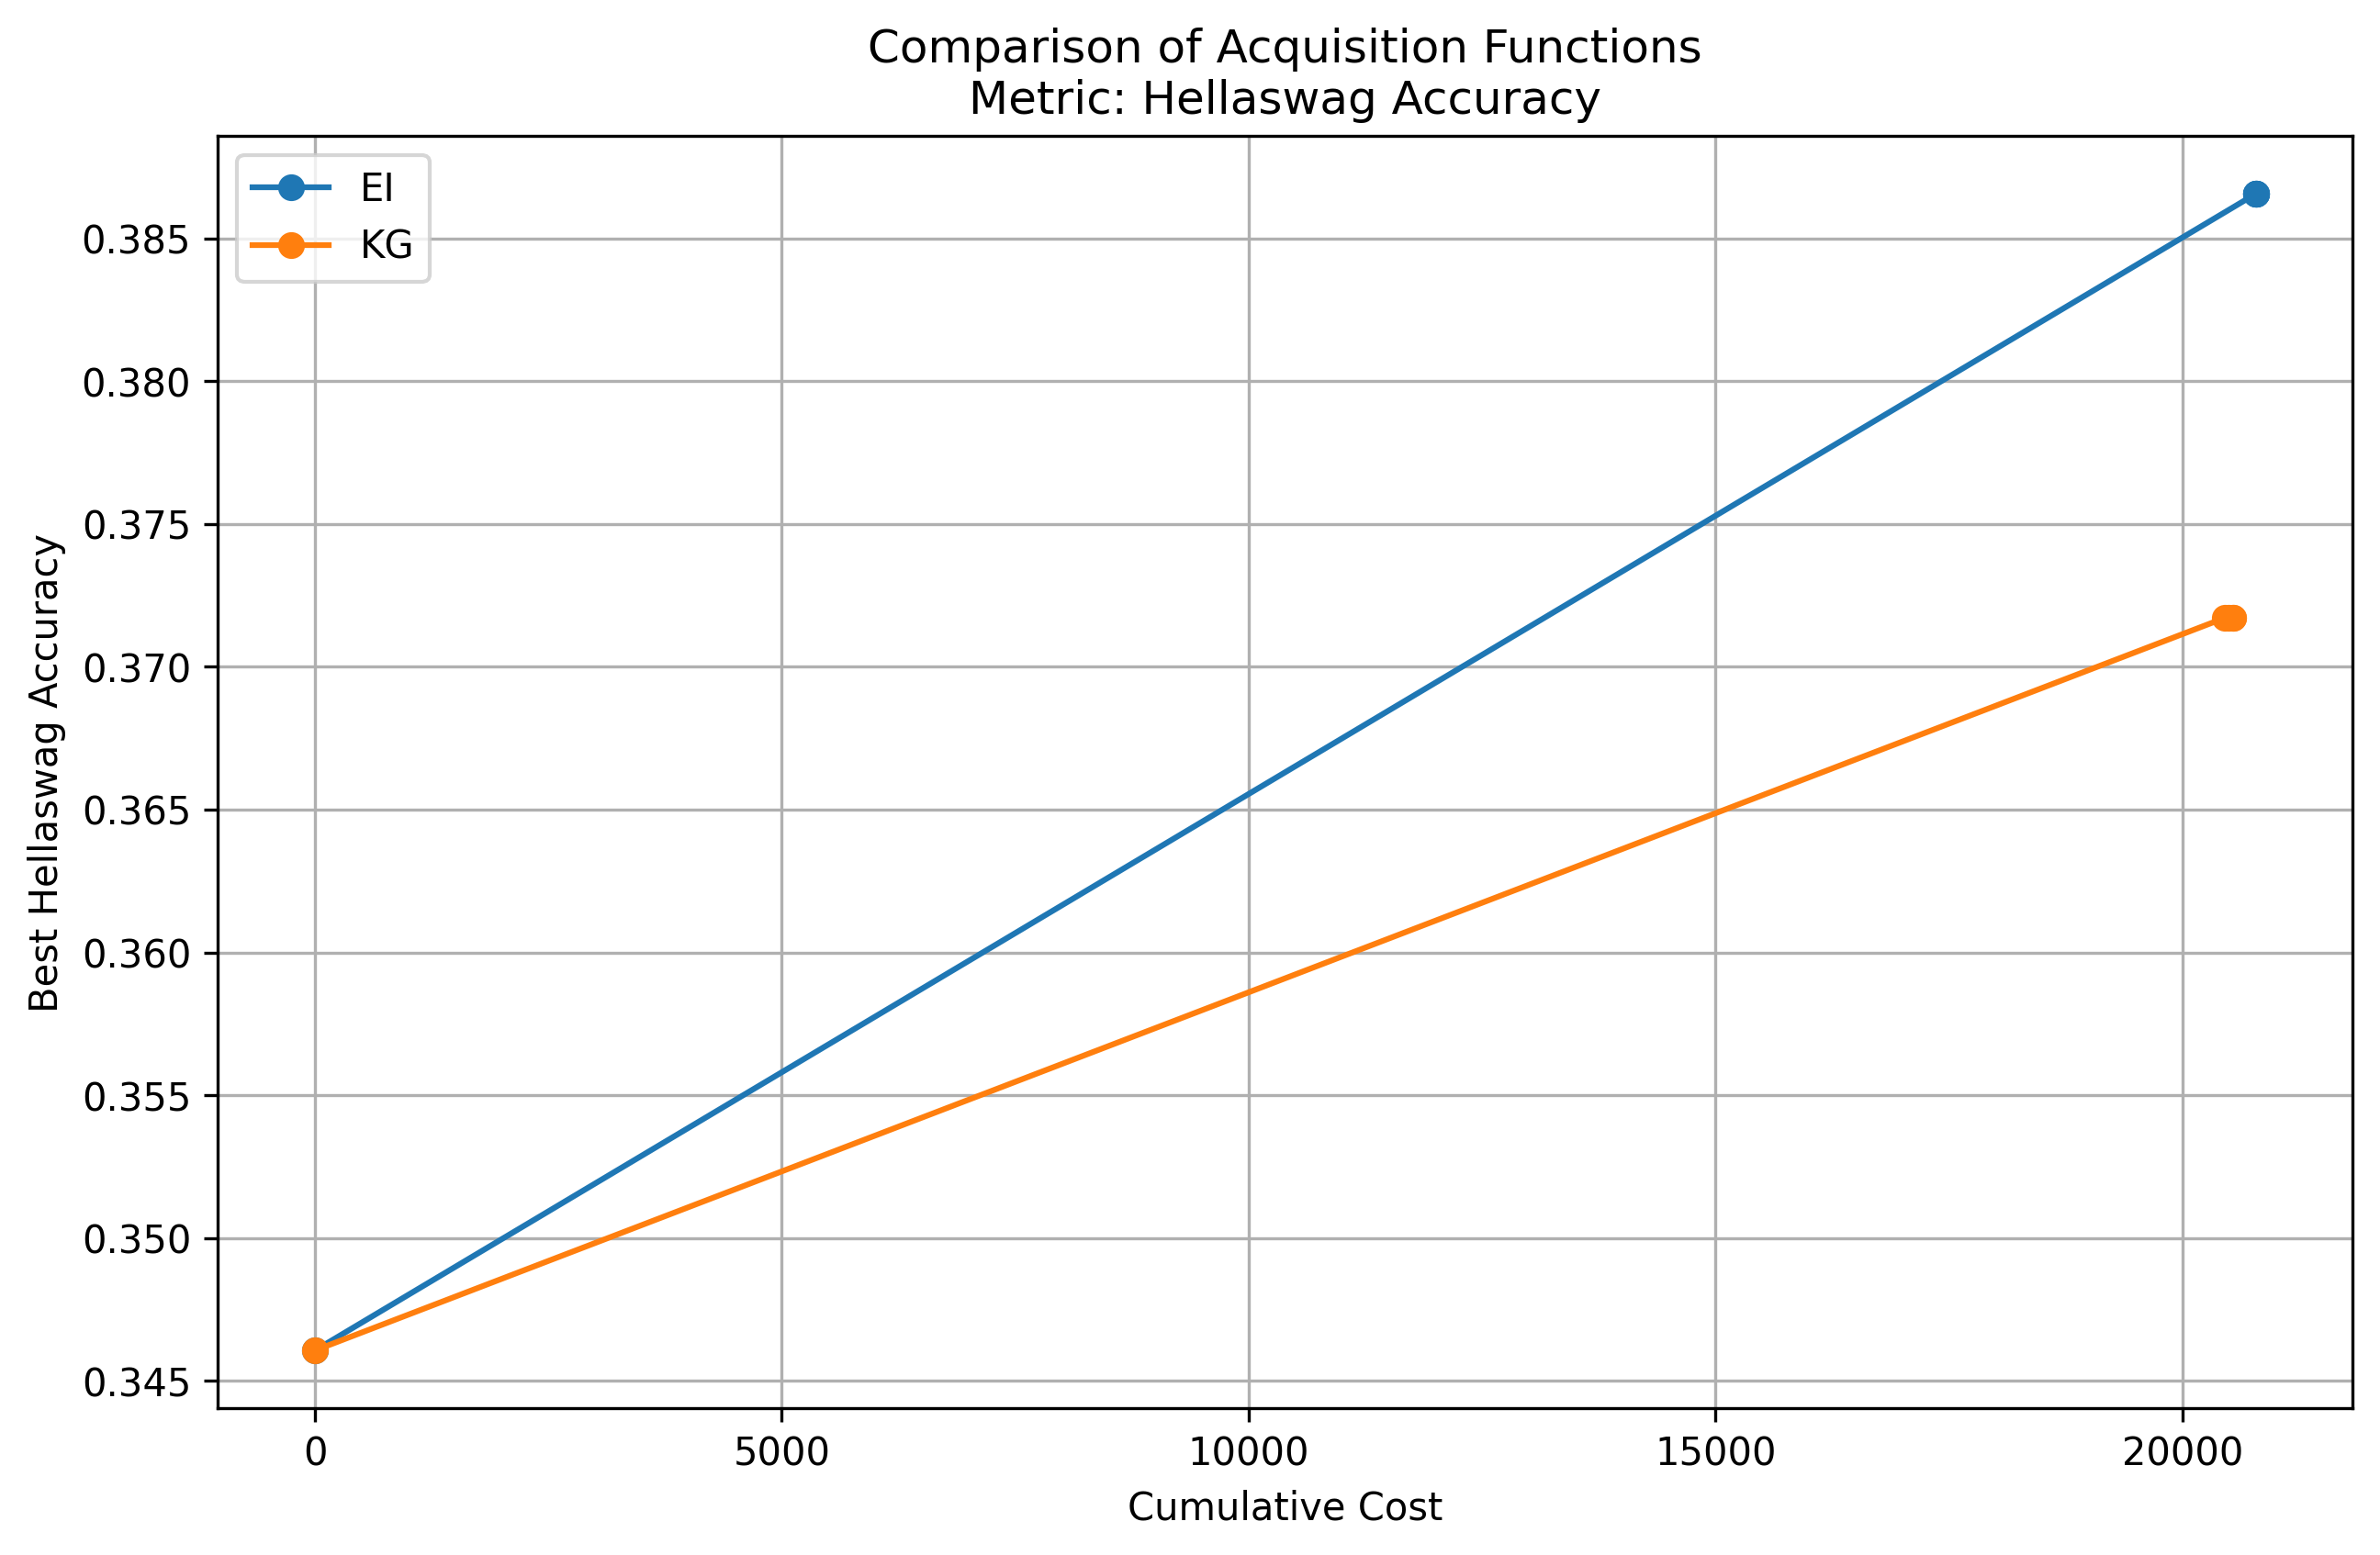 Comparison of Acquisition Functions
Metric: Hellaswag Accuracy
EI
KG
Best Hellaswag Accuracy
0.385
0.380
0.375
0.370
0.365
0.360
0.355
0.350
0.345
0
5000
10000
15000
20000
Cumulative Cost